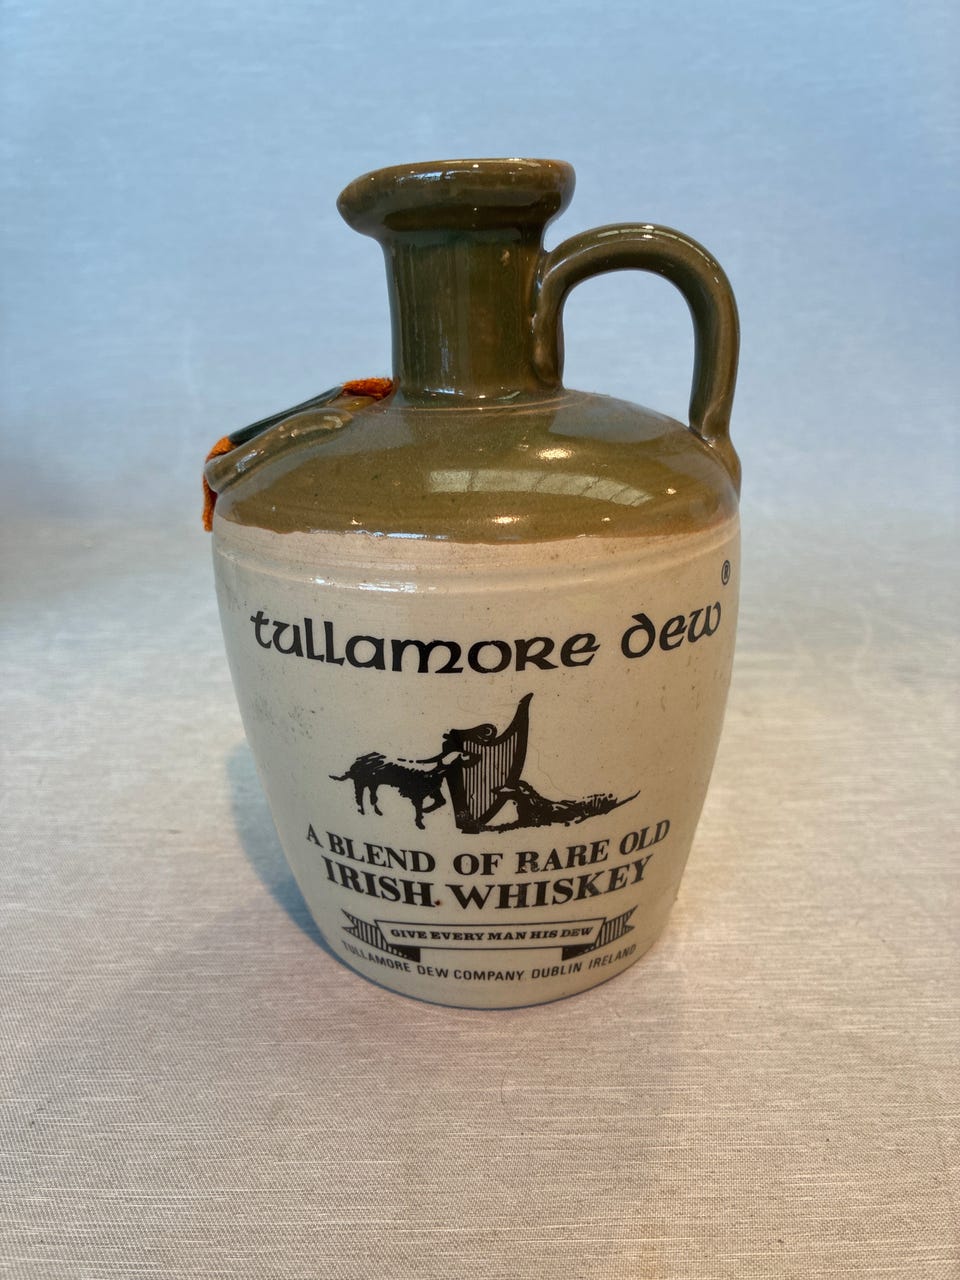 tullamore dew®
A BLEND OF RARE OLD
IRISH WHISKEY
GIVE EVERY MAN HIS DEW
TULLAMORE DEW COMPANY DUBLIN IRELAND